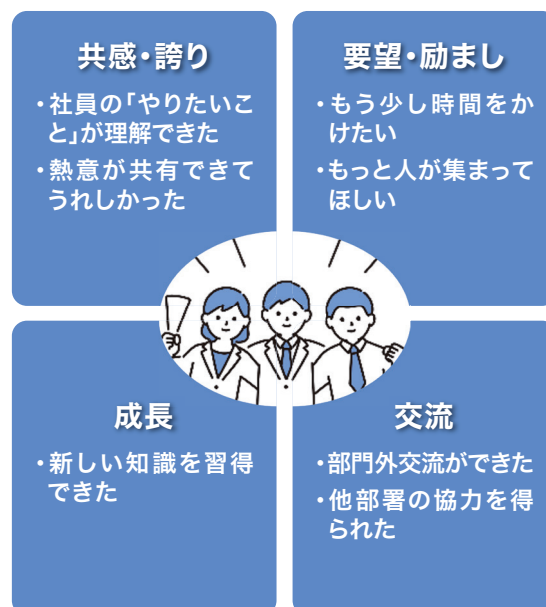 共感・誇り
・社員の「やりたいこ
と」が理解できた
・熱意が共有できて
うれしかった
要望・励まし
・もう少し時間をか
けたい
・もっと人が集まって
ほしい
成長
・新しい知識を習得
できた
交流
・部門外交流ができた
・他部署の協力を得
られた